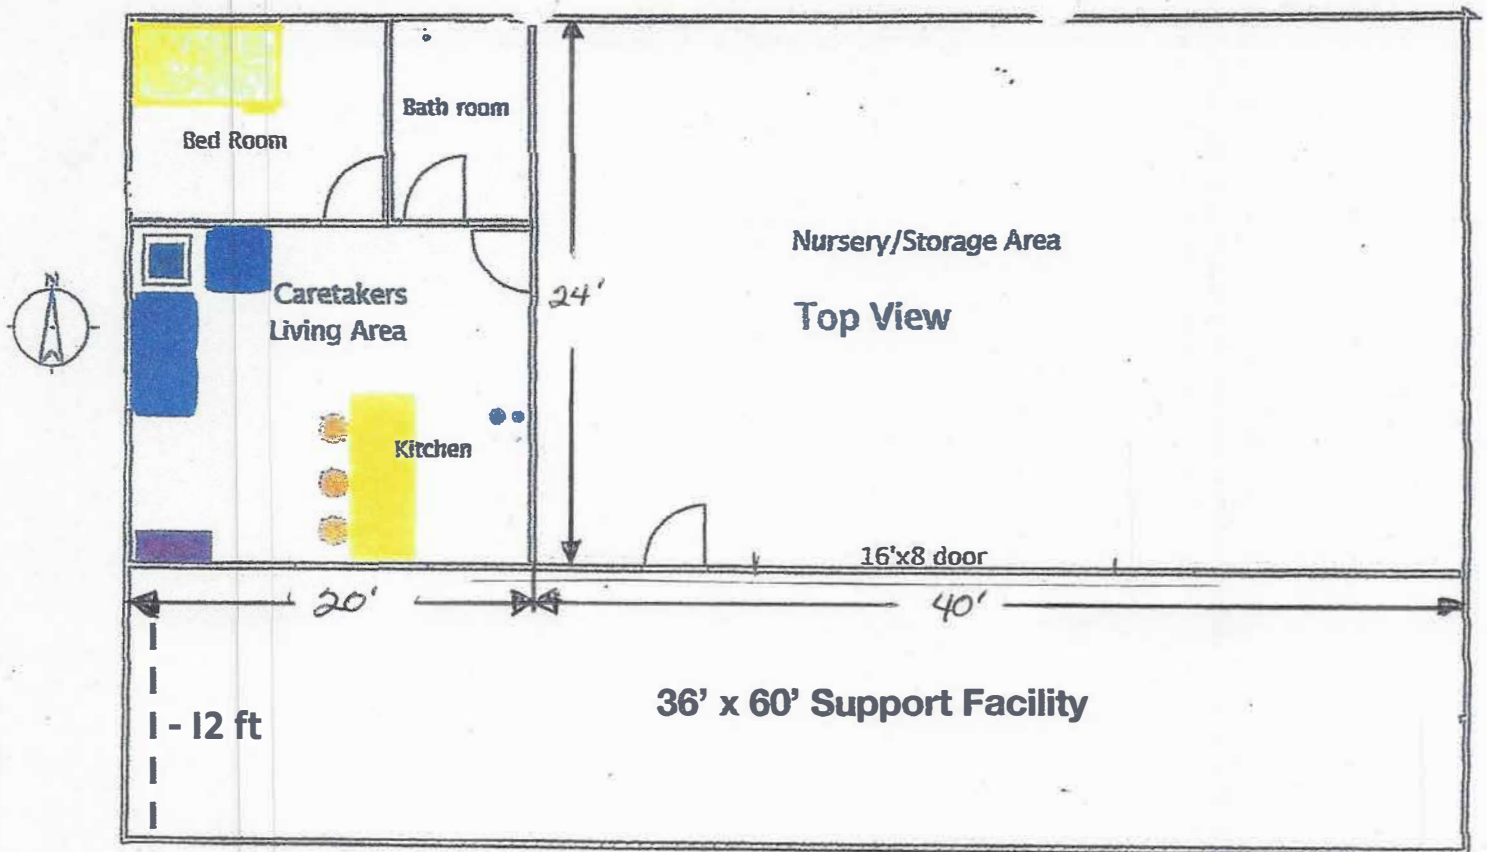 Bed Room
Bath room
N
Caretakers
Living Area
Kitchen
24'
Nursery/Storage Area
Top View
16'x8 door
20'
40'
- 12 ft
36' x 60' Support Facility